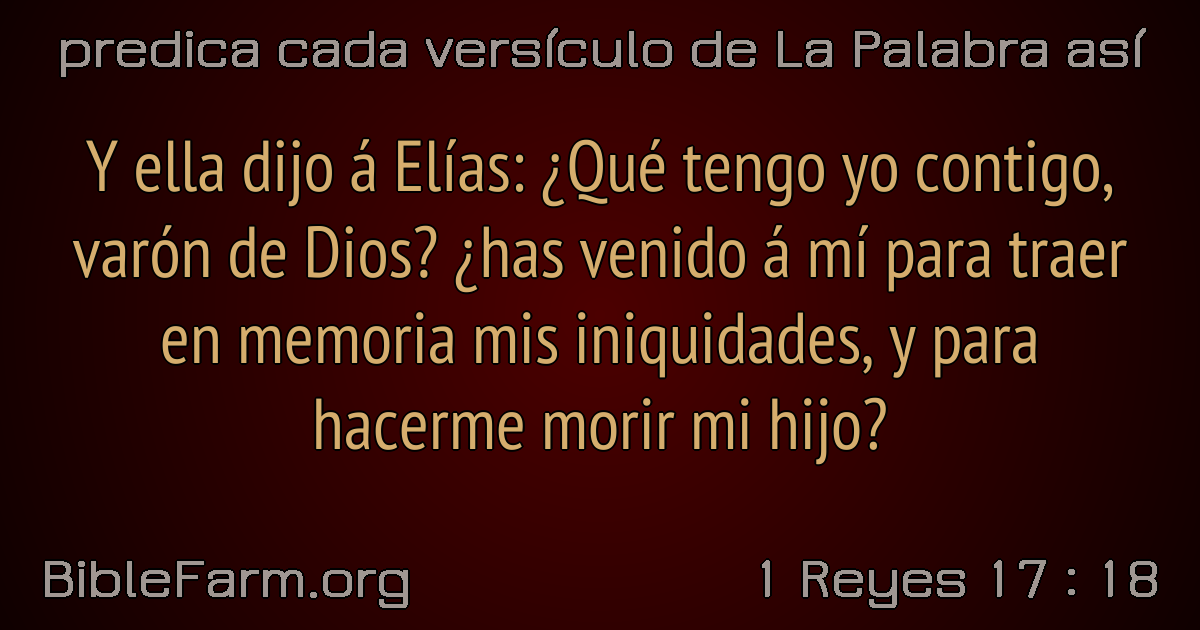 predica cada versículo de La Palabra así
Y ella dijo á Elías: ¿Qué tengo yo contigo,
varón de Dios? ¿has venido á mí para traer
en memoria mis iniquidades, y para
hacerme morir mi hijo?
BibleFarm.org
1 Reyes 17 : 18